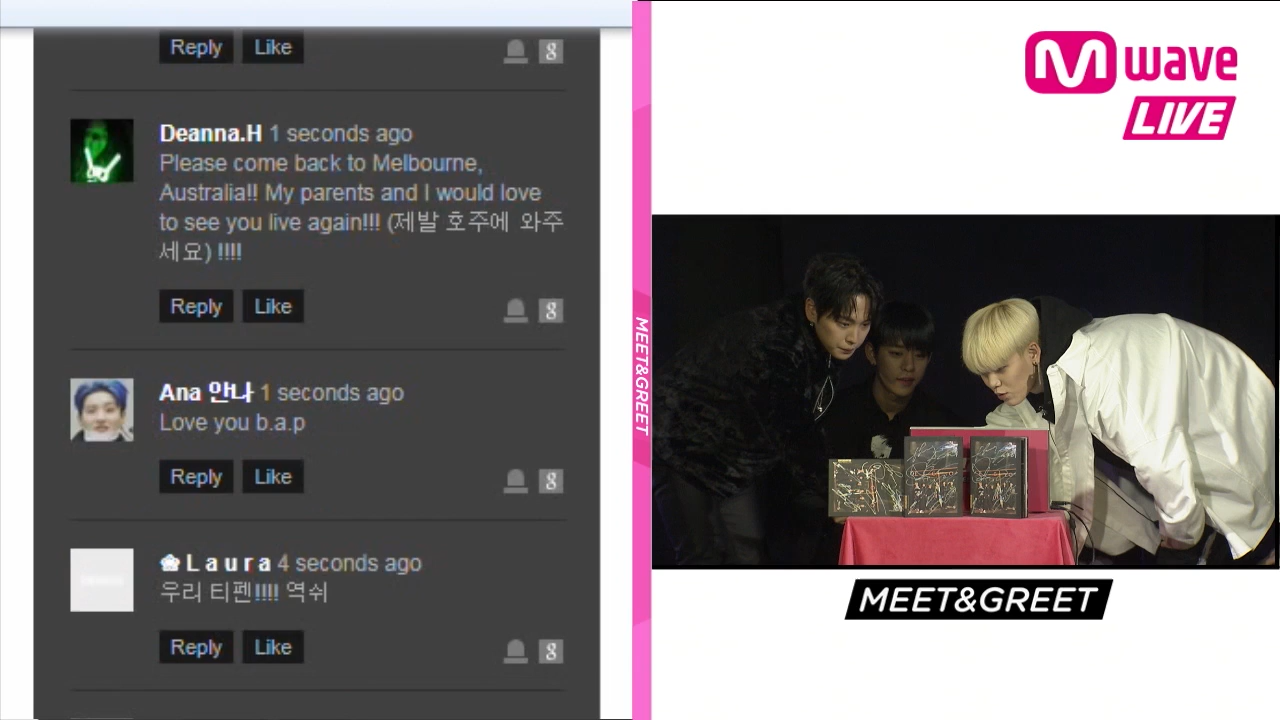 Reply Like
g
Deanna.H 1 seconds ago
Please come back to Melbourne,
Australia!! My parents and I would love
to see you live again!!! (제발 호주에 와주
세요) !!!!
Reply Like
g
Ana 안나 1 seconds ago
Love you b.a.p
Reply Like
g
L a u r a 4 seconds ago
우리 티펜!!!! 역쉬
Reply Like
g
MEET&GREET
M wave
LIVE
MEET&GREET